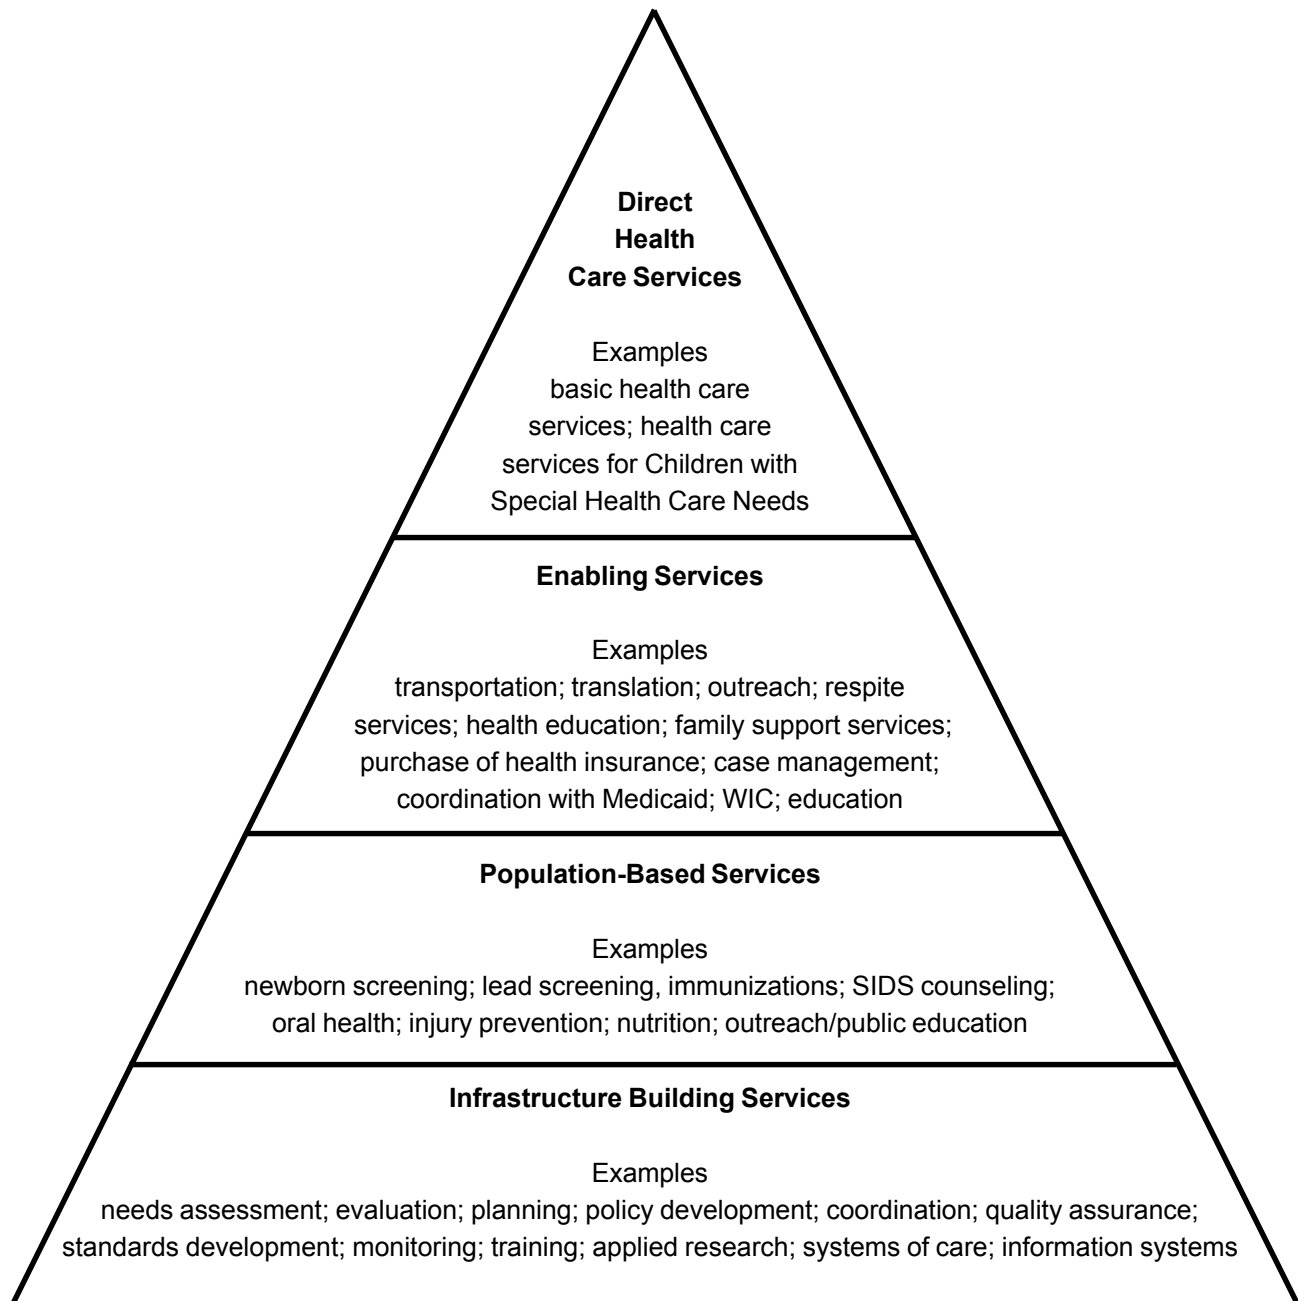 Direct
Health
Care Services
Examples
basic health care
services; health care
services for Children with
Special Health Care Needs
Enabling Services
Examples
transportation; translation; outreach; respite
services; health education; family support services;
purchase of health insurance; case management;
coordination with Medicaid; WIC; education
Population-Based Services
Examples
newborn screening; lead screening, immunizations; SIDS counseling;
oral health; injury prevention; nutrition; outreach/public education
Infrastructure Building Services
Examples
needs assessment; evaluation; planning; policy development; coordination; quality assurance;
standards development; monitoring; training; applied research; systems of care; information systems